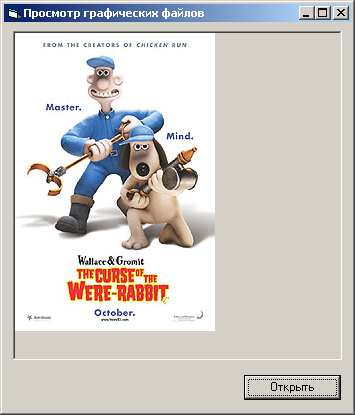 Просмотр графических файлов
FROM THE CREATORS OF CHICKEN RUN
Master.
Mind.
Wallace & Gromit
THE CURSE OF THE
WERE-RABBIT
October.
Открыть